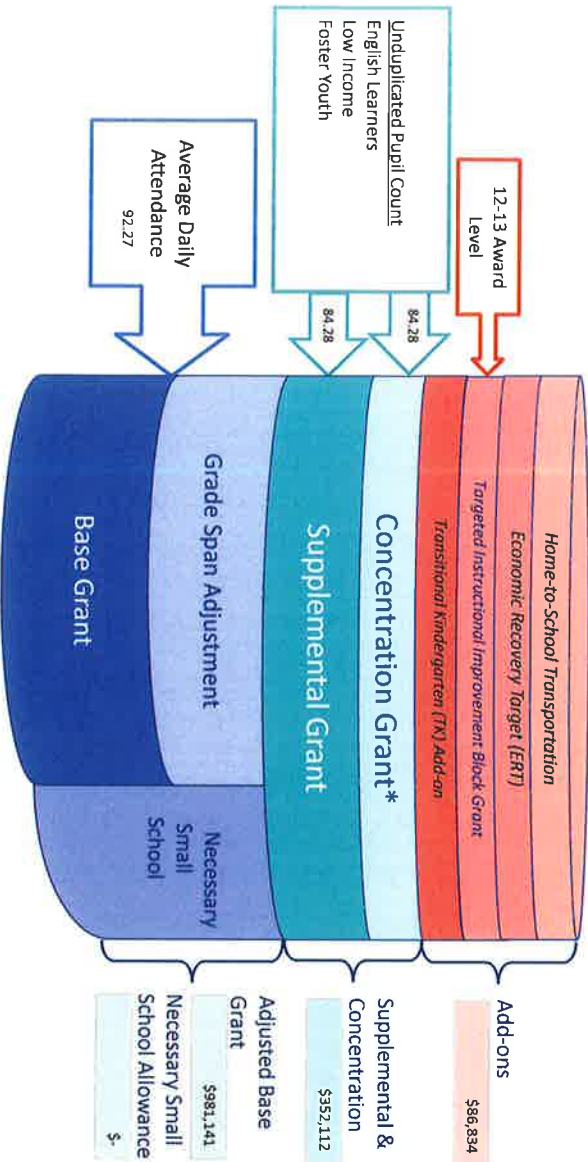 12-13 Award
Level
Unduplicated Pupil Count
English Learners
Low Income
Foster Youth
84.28
84.28
Average Daily
Attendance
92.27
Home-to-School Transportation
Economic Recovery Target (ERT)
Targeted Instructional Improvement Block Grant
Transitional Kindergarten (TK) Add-on
Concentration Grant*
Supplemental Grant
Grade Span Adjustment
Base Grant
Necessary
Small
School
Add-ons
$86,834
Supplemental &
Concentration
$352,112
Adjusted Base
Grant
$981,141
Necessary Small
School Allowance
$-